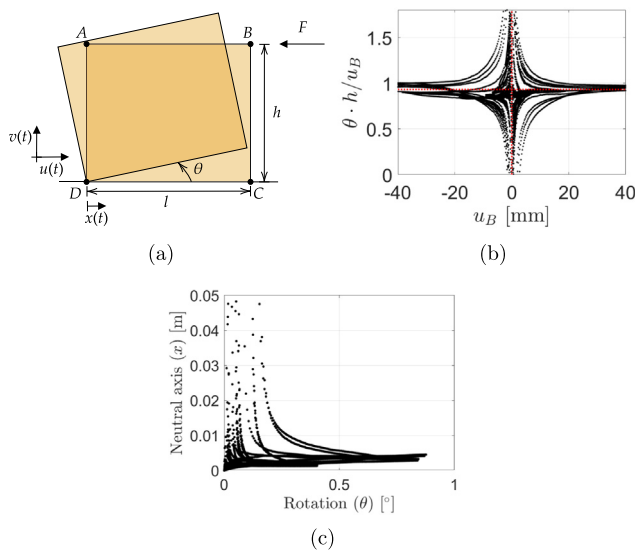 A
B
F
h
v(t)
u(t)
θ
D
C
l
x(t)
(a)
θ · h/u_B
1.5
1
0.5
0
-40
-20
0
20
40
u_B [mm]
(b)
Neutral axis (x) [m]
0.05
0.04
0.03
0.02
0.01
0
0
0.5
1
Rotation (θ) [°]
(c)